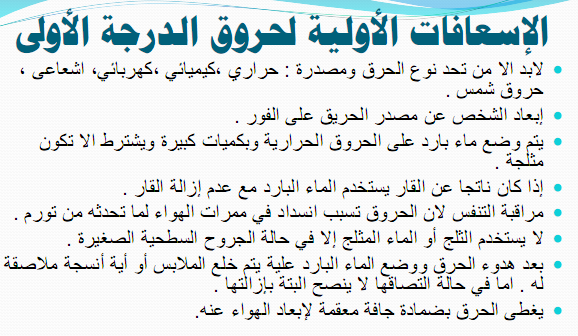 الإسعافات الأولية لحروق الدرجة الأولى
لابد الا من تحد نوع الحرق ومصدرة : حراري ،كيميائي ،كهربائي، اشعاعى ،
حروق شمس .
إبعاد الشخص عن مصدر الحريق على الفور .
يتم وضع ماء بارد على الحروق الحرارية وبكميات كبيرة ويشترط الا تكون
مثلجة .
إذا كان ناتجا عن القار يستخدم الماء البارد مع عدم إزالة القار .
مراقبة التنفس لان الحروق تسبب انسداد في ممرات الهواء لما تحدثه من تورم .
لا يستخدم الثلج أو الماء المثلج إلا في حالة الجروح السطحية الصغيرة .
بعد هدوء الحرق ووضع الماء البارد علية يتم خلع الملابس أو أية أنسجة ملاصقة
له . اما في حالة التصاقها لا ينصح البتة بإزالتها .
يغطى الحرق بضمادة جافة معقمة لإبعاد الهواء عنه.